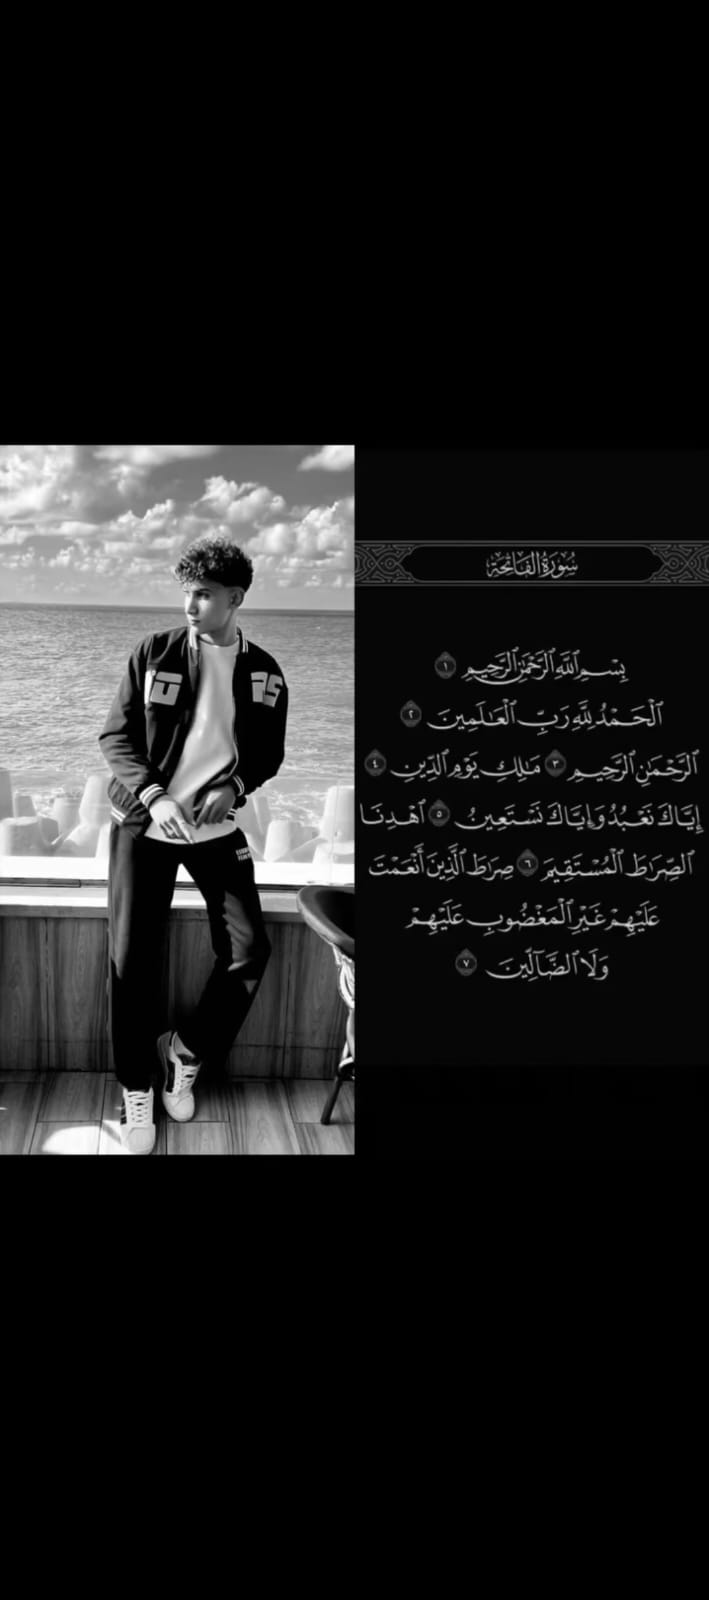 سُورَةُ الفَاتِحَة
بِسْمِ ٱللَّهِ ٱلرَّحْمَٰنِ ٱلرَّحِيمِ ١
ٱلْحَمْدُ لِلَّهِ رَبِّ ٱلْعَٰلَمِينَ ٢
ٱلرَّحْمَٰنِ ٱلرَّحِيمِ ٣ مَٰلِكِ يَوْمِ ٱلدِّينِ ٤
إِيَّاكَ نَعْبُدُ وَإِيَّاكَ نَسْتَعِينُ ٥ ٱهْدِنَا
ٱلصِّرَٰطَ ٱلْمُسْتَقِيمَ ٦ صِرَٰطَ ٱلَّذِينَ أَنْعَمْتَ
عَلَيْهِمْ غَيْرِ ٱلْمَغْضُوبِ عَلَيْهِمْ
وَلَا ٱلضَّآلِّينَ ٧